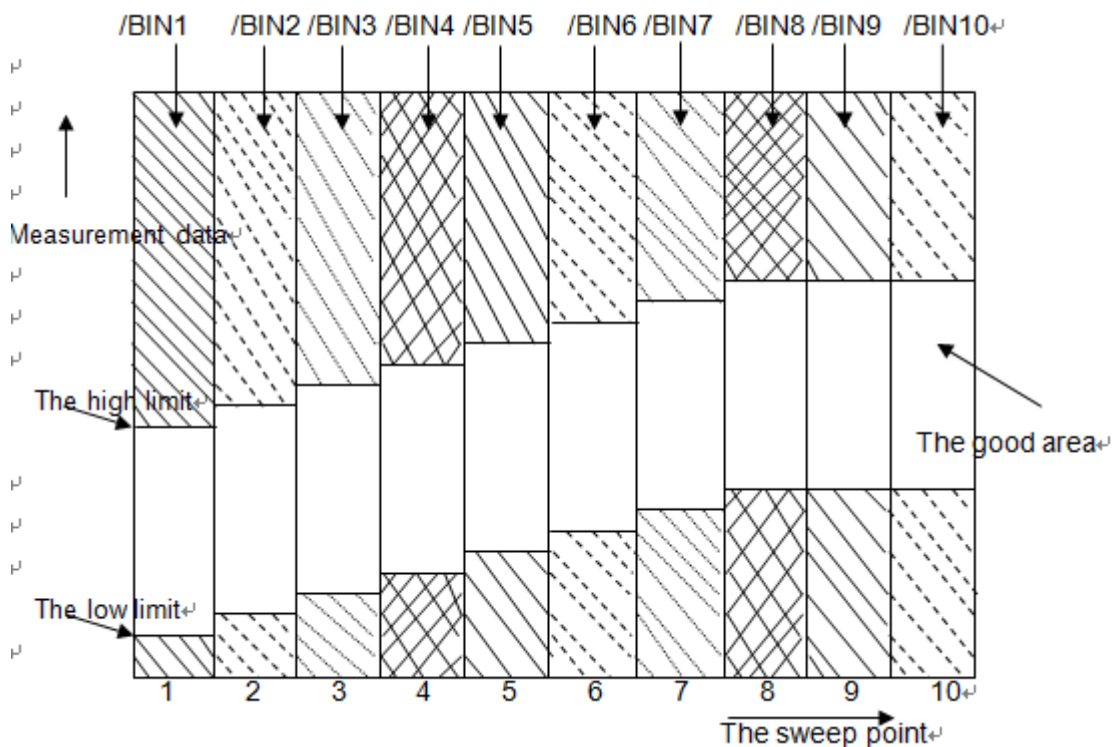 /BIN1 /BIN2 /BIN3 /BIN4 /BIN5 /BIN6 /BIN7 /BIN8 /BIN9 /BIN10↵
Measurement data↵
The high limit↵
The good area↵
The low limit↵
1 2 3 4 5 6 7 8 9 10↵
The sweep point↵